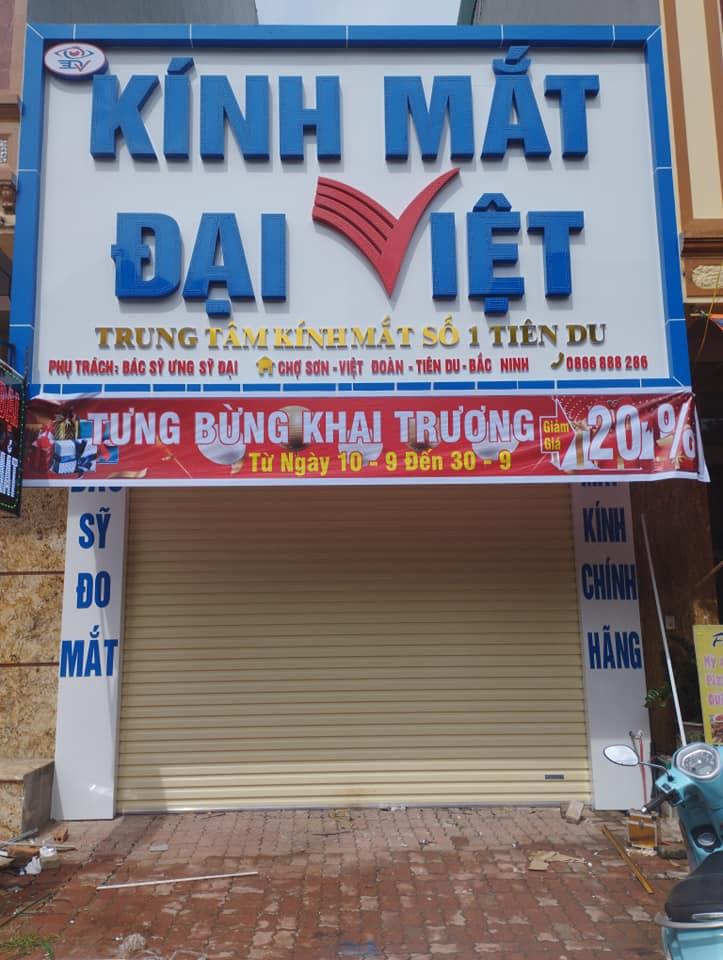 KÍNH MẮT
ĐẠI VIỆT
TRUNG TÂM KÍNH MẮT SỐ 1 TIÊN DU
PHỤ TRÁCH: BÁC SỸ ƯNG SỸ ĐẠI CHỢ SƠN - VIỆT ĐOÀN - TIÊN DU - BẮC NINH 0866 888 286
TƯNG BỪNG KHAI TRƯƠNG Giảm Giá 20%
Từ Ngày 10 - 9 Đến 30 - 9
SỸ
ĐO
MẮT
KÍNH
CHÍNH
HÃNG